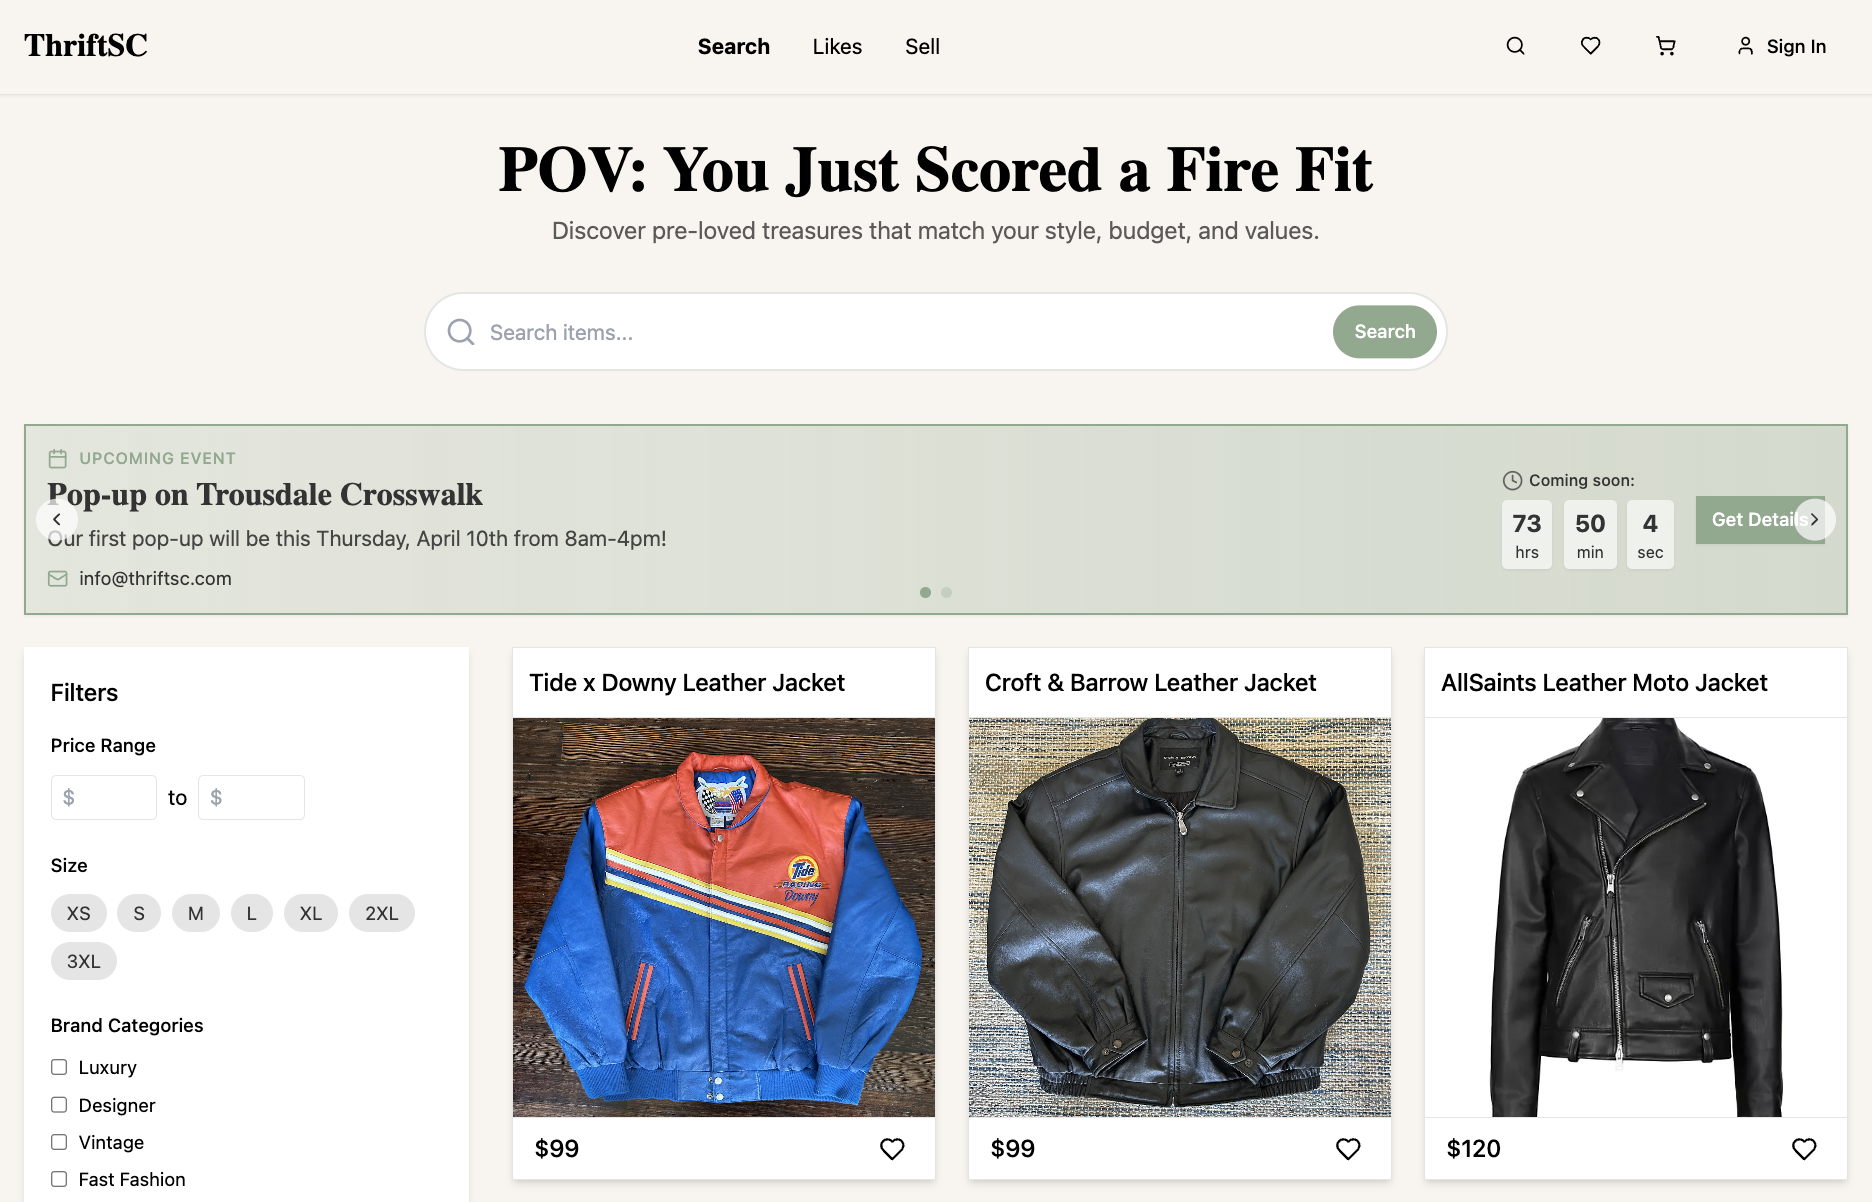 ThriftSC
Search Likes Sell
Sign In
POV: You Just Scored a Fire Fit
Discover pre-loved treasures that match your style, budget, and values.
Search items...
Search
UPCOMING EVENT
Pop-up on Trousdale Crosswalk
Our first pop-up will be this Thursday, April 10th from 8am-4pm!
info@thriftsc.com
Coming soon:
73 50 4
hrs min sec
Get Details
Filters
Price Range
$ to $
Size
XS S M L XL 2XL
3XL
Brand Categories
Luxury
Designer
Vintage
Fast Fashion
Tide x Downy Leather Jacket
Tide
RACING
Downy
$99
Croft & Barrow Leather Jacket
$99
AllSaints Leather Moto Jacket
$120